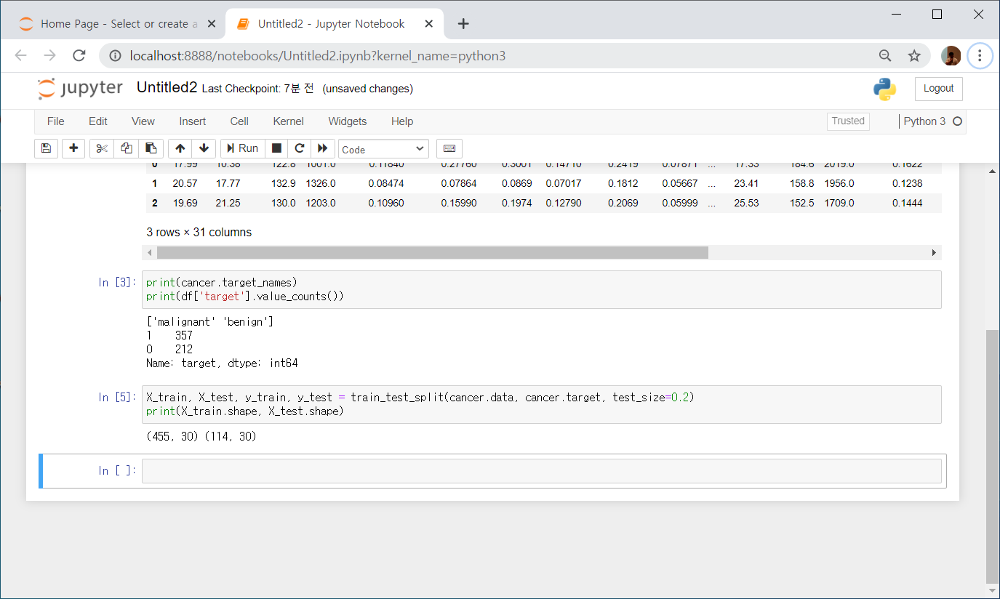 Home Page - Select or create a
Untitled2 - Jupyter Notebook
localhost:8888/notebooks/Untitled2.ipynb?kernel_name=python3
jupyter Untitled2 Last Checkpoint: 7분 전 (unsaved changes)
Logout
File Edit View Insert Cell Kernel Widgets Help
Trusted Python 3
Run Code
0 17.99 10.38 122.8 1001.0 0.11840 0.27760 0.3001 0.14710 0.2419 0.07871 ... 17.33 184.6 2019.0 0.1622
1 20.57 17.77 132.9 1326.0 0.08474 0.07864 0.0869 0.07017 0.1812 0.05667 ... 23.41 158.8 1956.0 0.1238
2 19.69 21.25 130.0 1203.0 0.10960 0.15990 0.1974 0.12790 0.2069 0.05999 ... 25.53 152.5 1709.0 0.1444
3 rows × 31 columns
In [3]: print(cancer.target_names)
print(df['target'].value_counts())
['malignant' 'benign']
1 357
0 212
Name: target, dtype: int64
In [5]: X_train, X_test, y_train, y_test = train_test_split(cancer.data, cancer.target, test_size=0.2)
print(X_train.shape, X_test.shape)
(455, 30) (114, 30)
In [ ]: